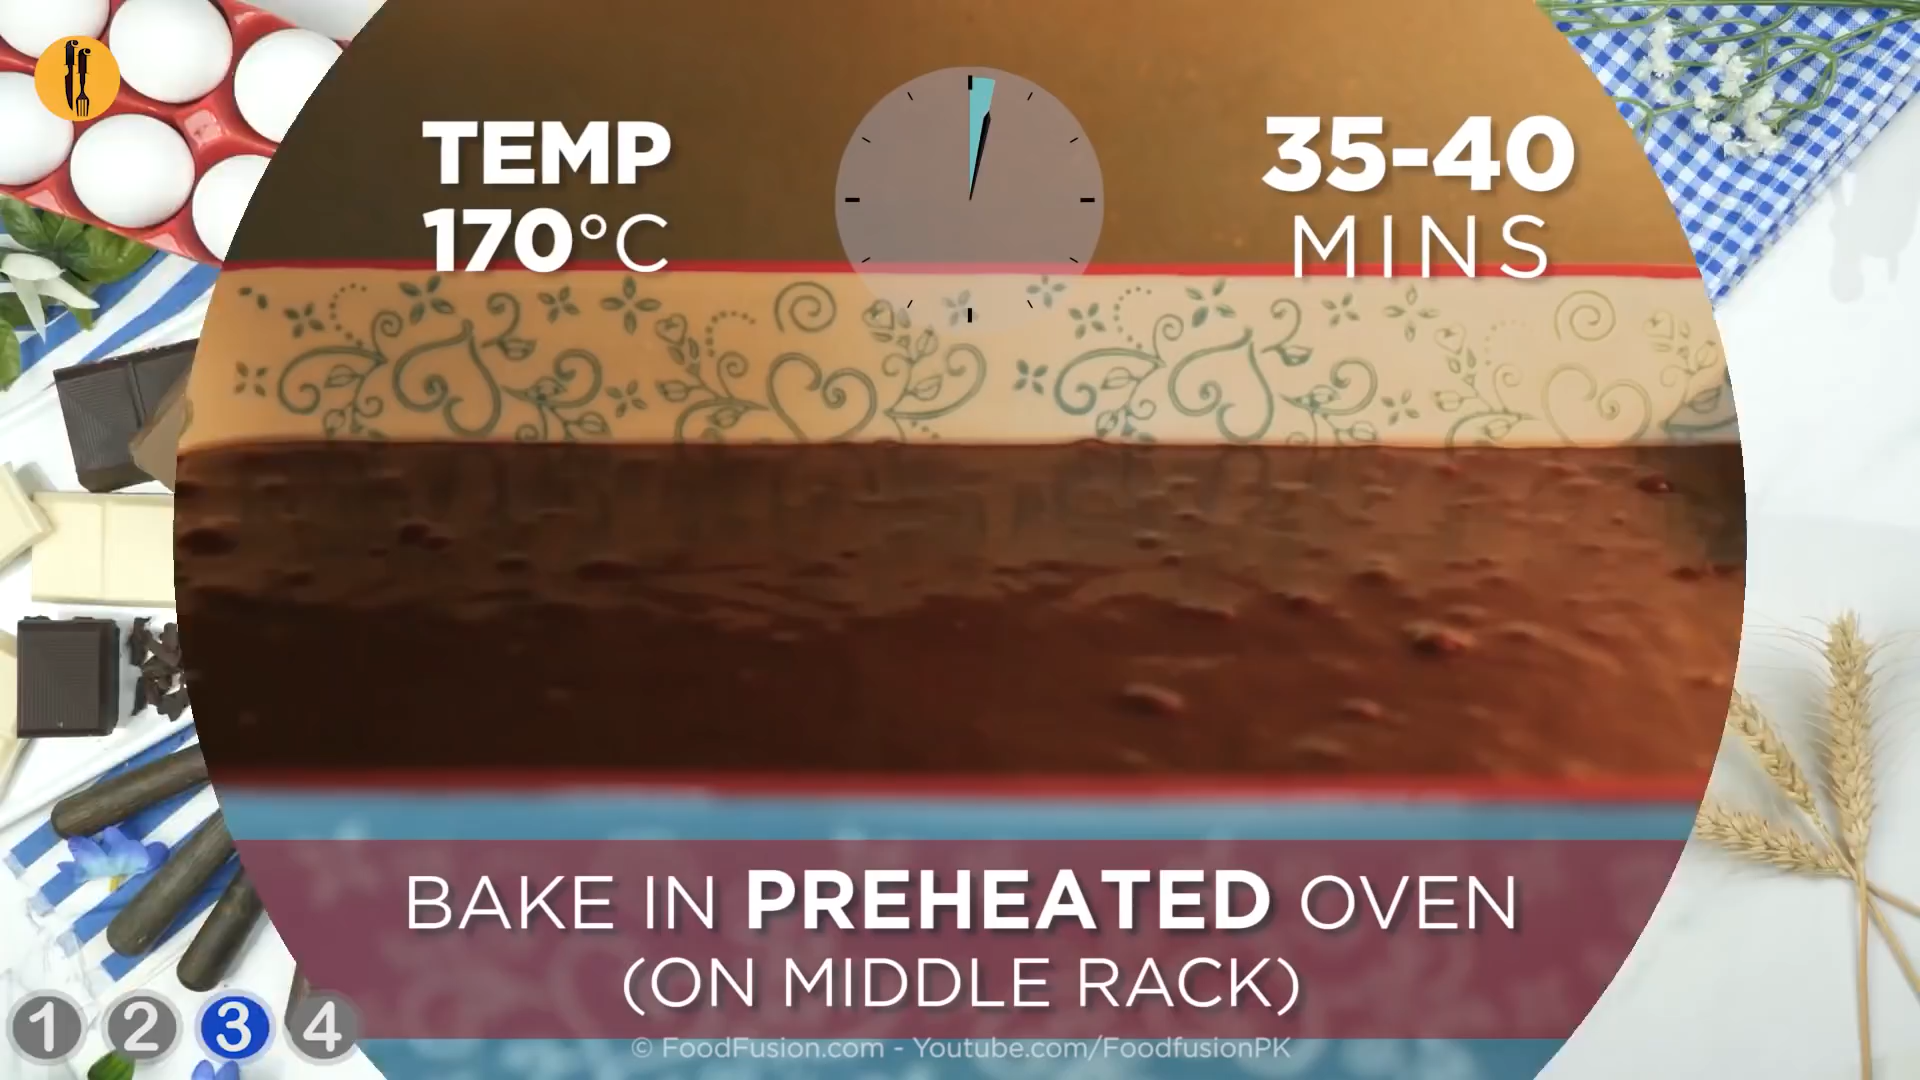 TEMP
170°C
35-40
MINS
BAKE IN PREHEATED OVEN
(ON MIDDLE RACK)
1 2 3 4
© FoodFusion.com - Youtube.com/FoodfusionPK